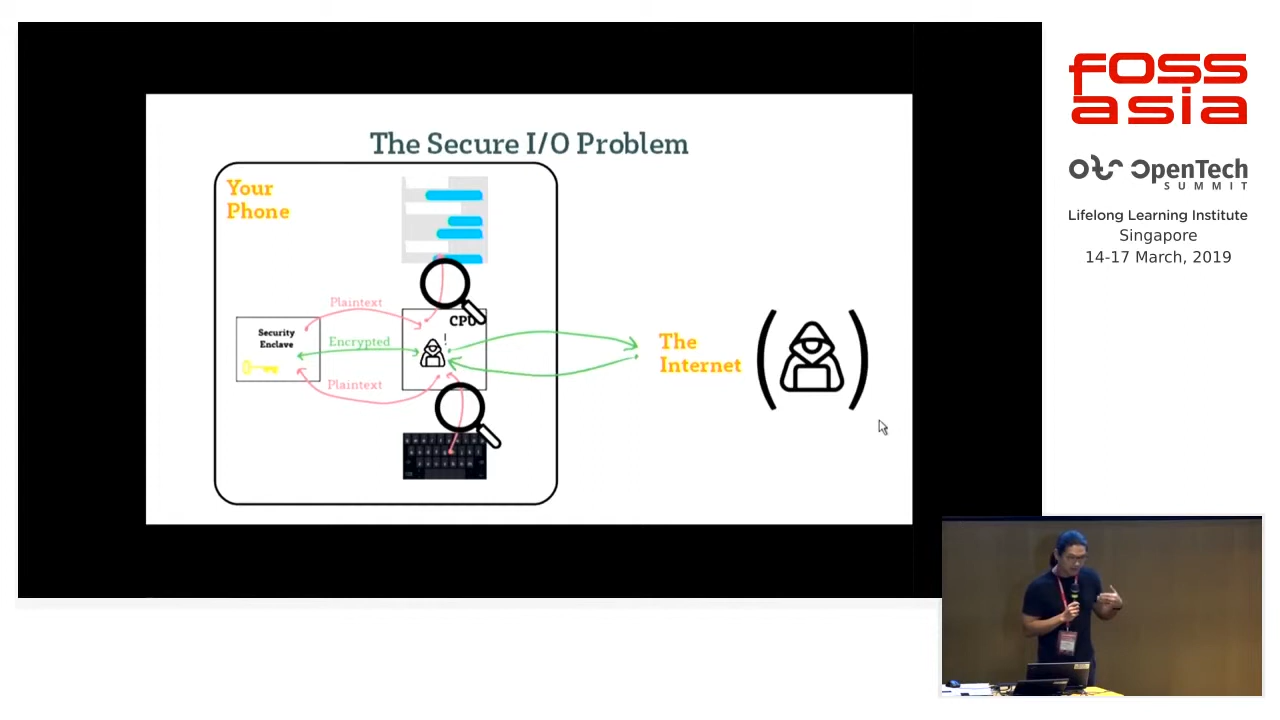 The Secure I/O Problem
Your
Phone
Plaintext
CPU
Security
Enclave
Encrypted
!
Plaintext
The
Internet
FOSS
asia
OpenTech
SUMMIT
Lifelong Learning Institute
Singapore
14-17 March, 2019